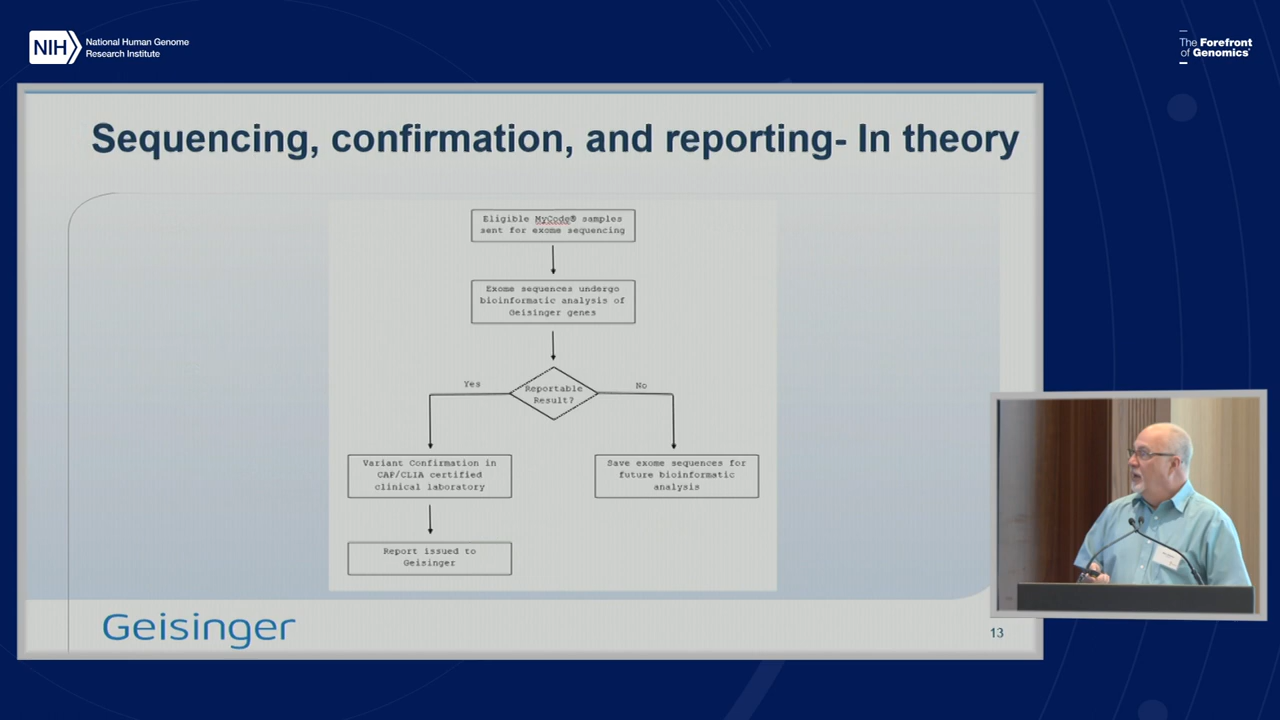 NIH
National Human Genome
Research Institute
The Forefront
of Genomics®
Sequencing, confirmation, and reporting- In theory
Eligible MyCode® samples
sent for exome sequencing
Exome sequences undergo
bioinformatic analysis of
Geisinger genes
Reportable
Result?
Yes
No
Variant Confirmation in
CAP/CLIA certified
clinical laboratory
Save exome sequences for
future bioinformatic
analysis
Report issued to
Geisinger
Geisinger
13